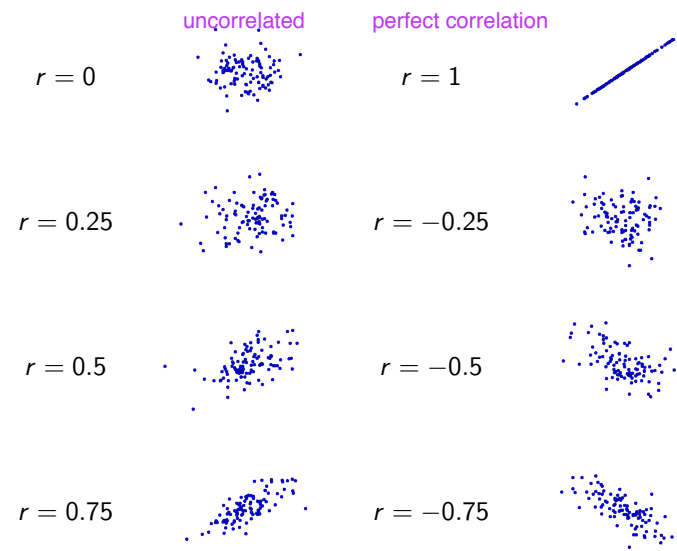 uncorrelated perfect correlation
r = 0 r = 1
r = 0.25 r = −0.25
r = 0.5 r = −0.5
r = 0.75 r = −0.75